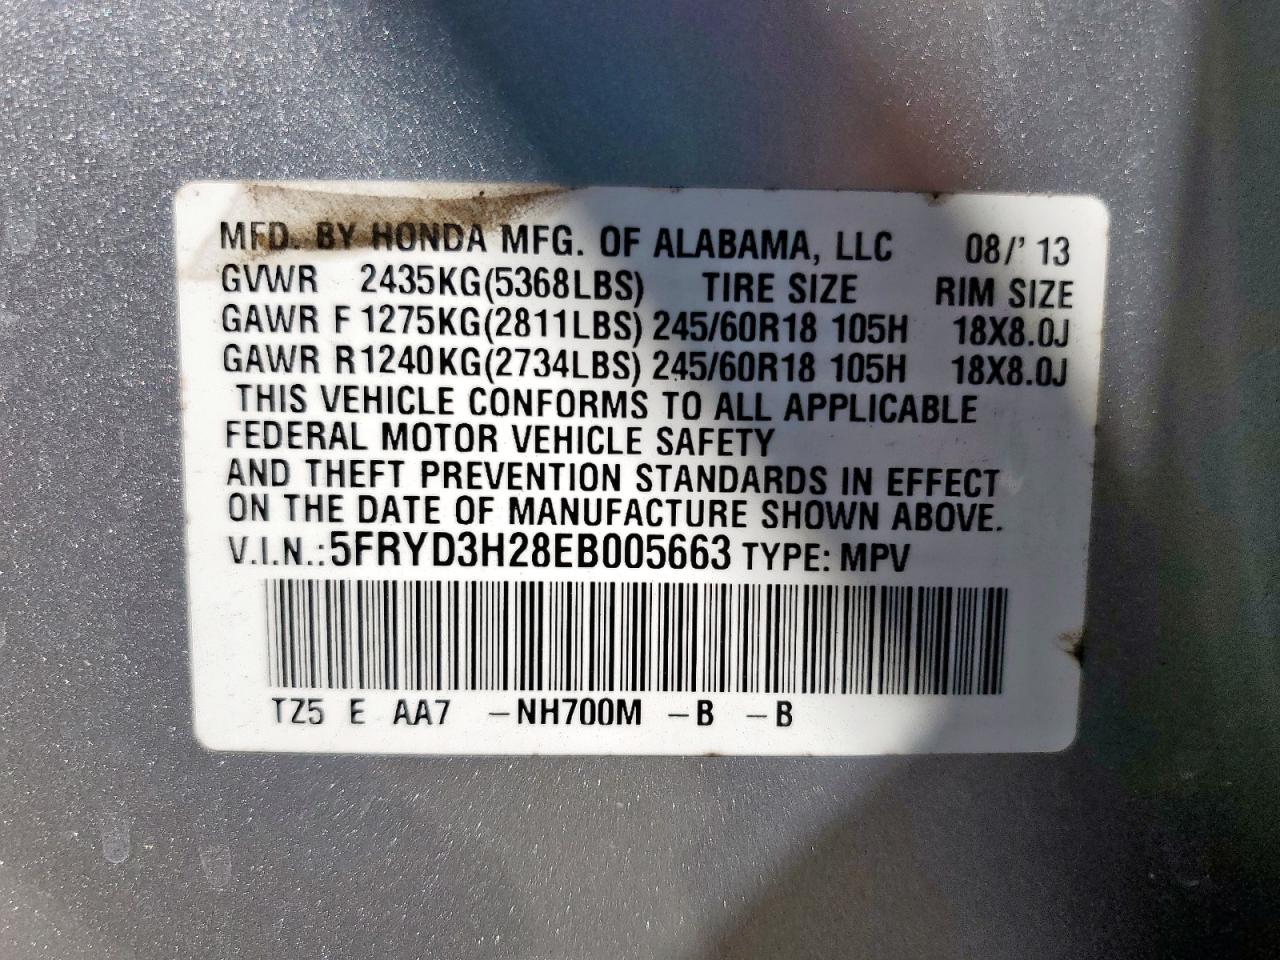 MFD. BY HONDA MFG. OF ALABAMA, LLC 08/'13
GVWR 2435KG(5368LBS) TIRE SIZE RIM SIZE
GAWR F 1275KG(2811LBS) 245/60R18 105H 18X8.0J
GAWR R 1240KG(2734LBS) 245/60R18 105H 18X8.0J
THIS VEHICLE CONFORMS TO ALL APPLICABLE
FEDERAL MOTOR VEHICLE SAFETY
AND THEFT PREVENTION STANDARDS IN EFFECT
ON THE DATE OF MANUFACTURE SHOWN ABOVE.
V.I.N.: 5FRYD3H28EB005663 TYPE: MPV
TZ5 E AA7 -NH700M -B -B